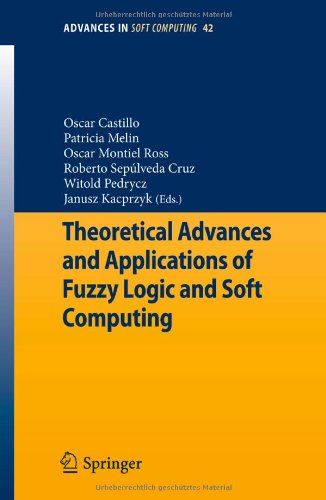 Urheberrechtlich geschütztes Material
ADVANCES IN SOFT COMPUTING 42
Oscar Castillo
Patricia Melin
Oscar Montiel Ross
Roberto Sepúlveda Cruz
Witold Pedrycz
Janusz Kacprzyk (Eds.)
Theoretical Advances
and Applications of
Fuzzy Logic and Soft
Computing
Springer
Urheberrechtlich geschütztes Material